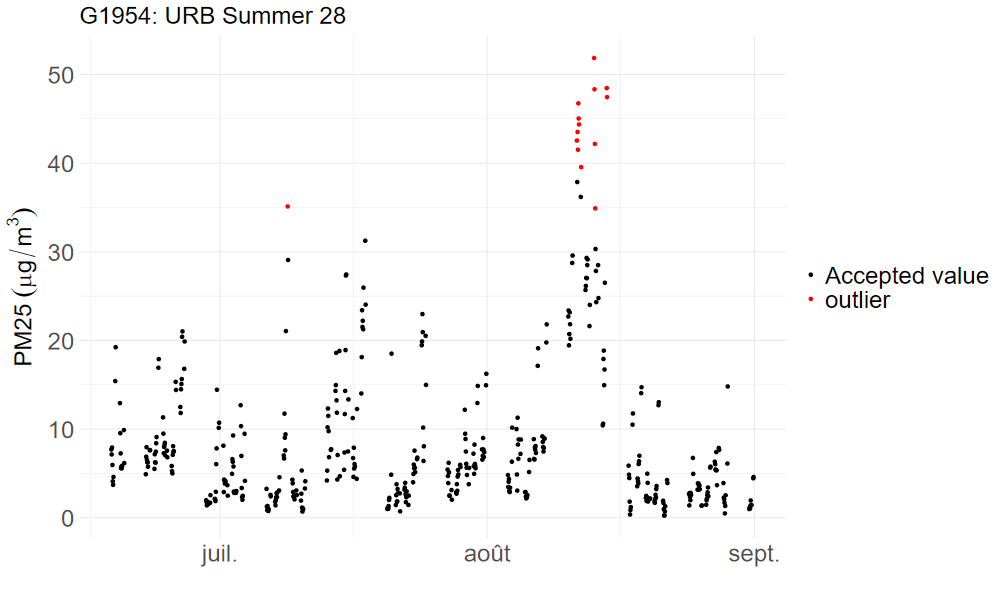 G1954: URB Summer 28
PM25 (μg/m³)
50
40
30
20
10
0
juil.
août
sept.
Accepted value
outlier